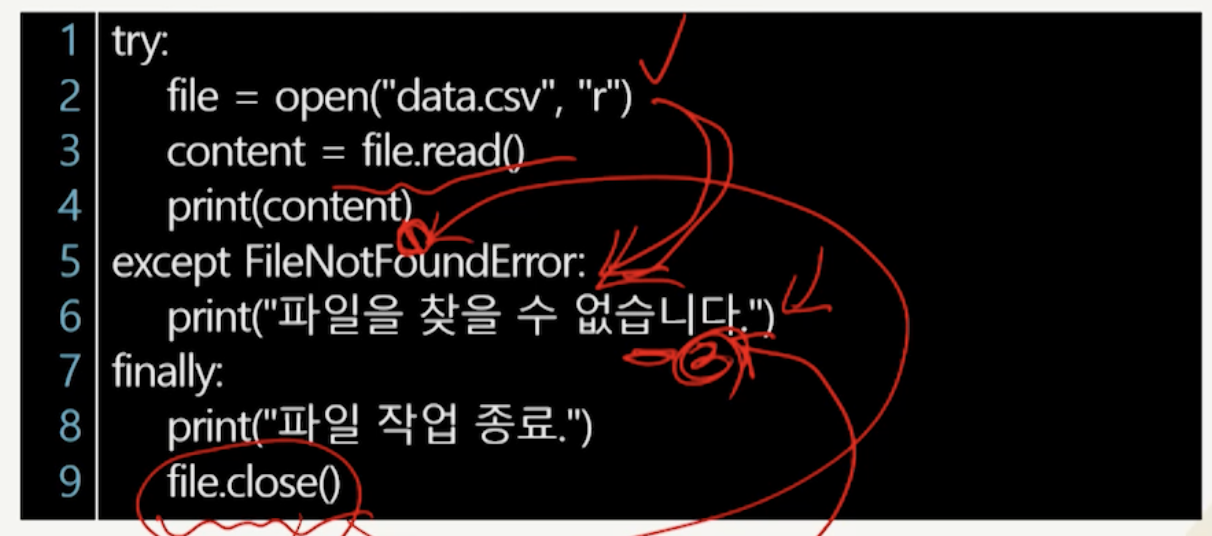 1 try:
2 file = open("data.csv", "r")
3 content = file.read()
4 print(content)
①
5 except FileNotFoundError:
6 print("파일을 찾을 수 없습니다.")
②
7 finally:
8 print("파일 작업 종료.")
9 file.close()